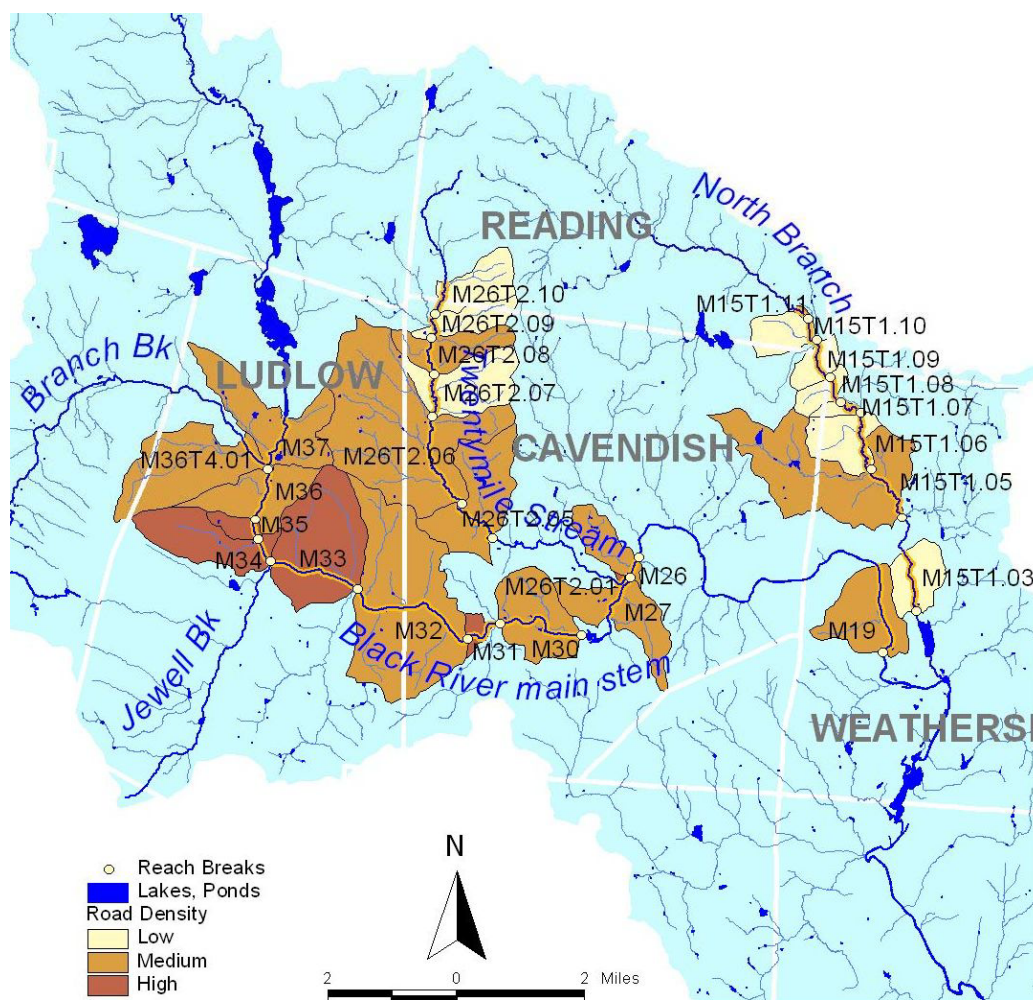 North Branch
READING
M26T2.10
M15T1.11
M26T2.09
M15T1.10
Branch Bk
M26T2.08
M15T1.09
LUDLOW
Twentymile Stream
M26T2.07
M15T1.08
M15T1.07
CAVENDISH
M37
M26T2.06
M15T1.06
M36T4.01
M36
M15T1.05
M35
M26T2.05
M34
M33
M26T2.01
M26
M15T1.03
M27
M32
M19
M31
M30
Jewell Bk
Black River main stem
WEATHERSF
N
Reach Breaks
Lakes, Ponds
Road Density
Low
Medium
High
2 0 2 Miles